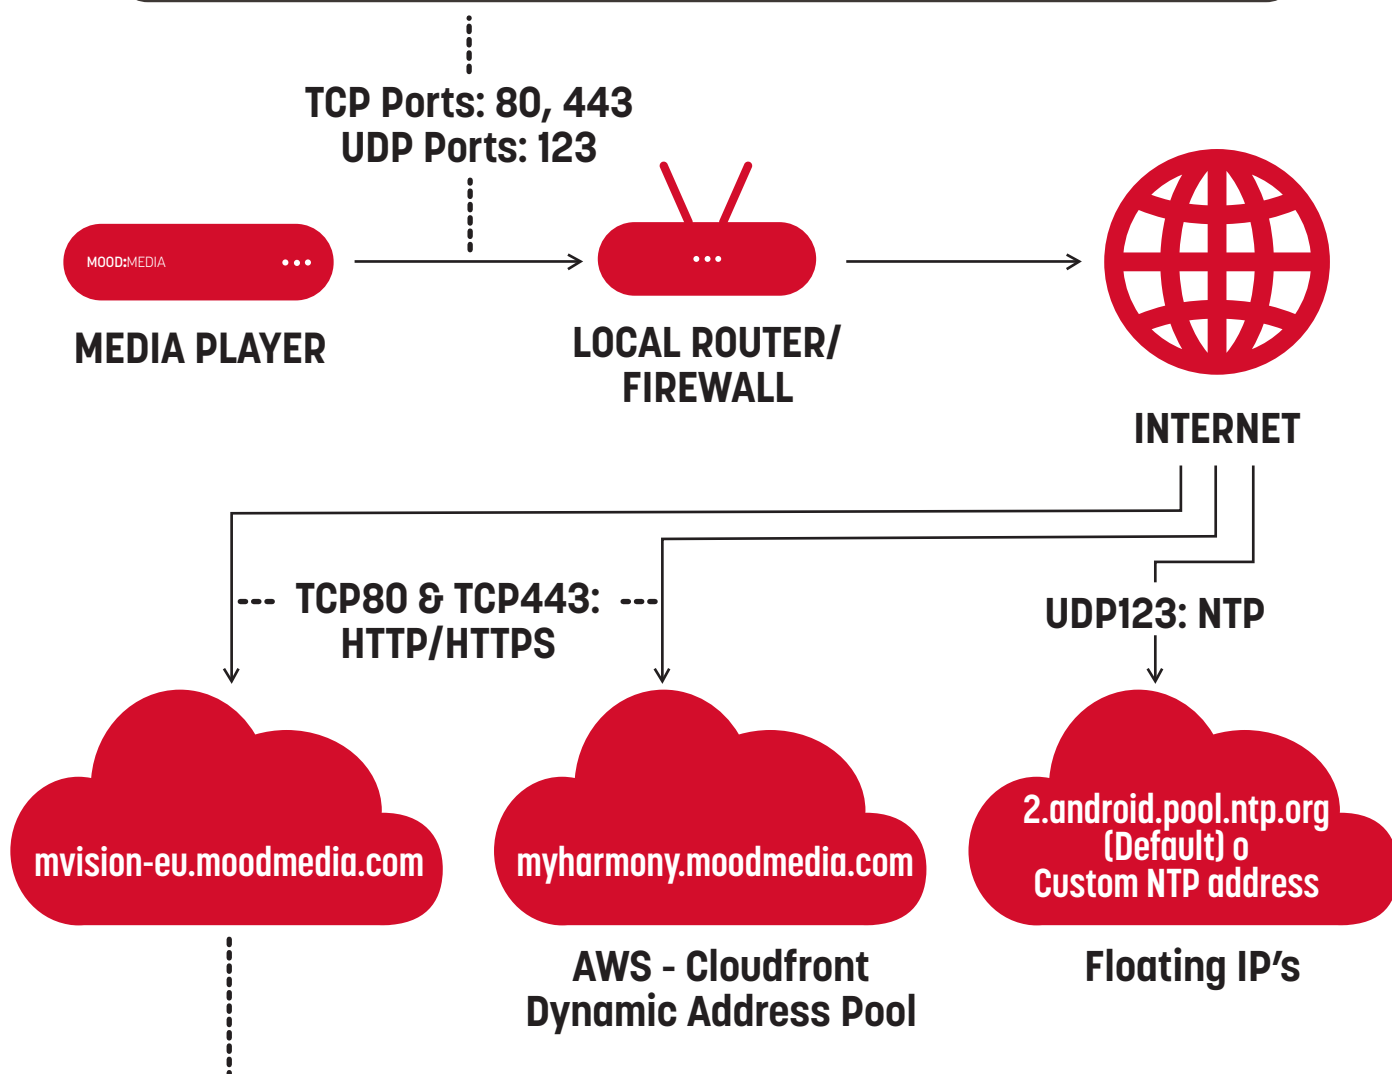 TCP Ports: 80, 443
UDP Ports: 123
MOOD:MEDIA
MEDIA PLAYER
LOCAL ROUTER/
FIREWALL
INTERNET
TCP80 & TCP443:
HTTP/HTTPS
UDP123: NTP
mvision-eu.moodmedia.com
myharmony.moodmedia.com
2.android.pool.ntp.org
(Default) o
Custom NTP address
AWS - Cloudfront
Dynamic Address Pool
Floating IP's